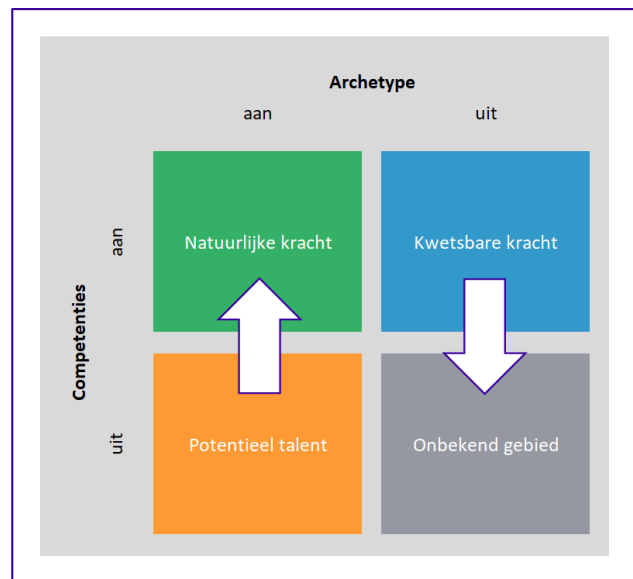 Archetype
aan
uit
Competenties
aan
Natuurlijke kracht
Kwetsbare kracht
uit
Potentieel talent
Onbekend gebied